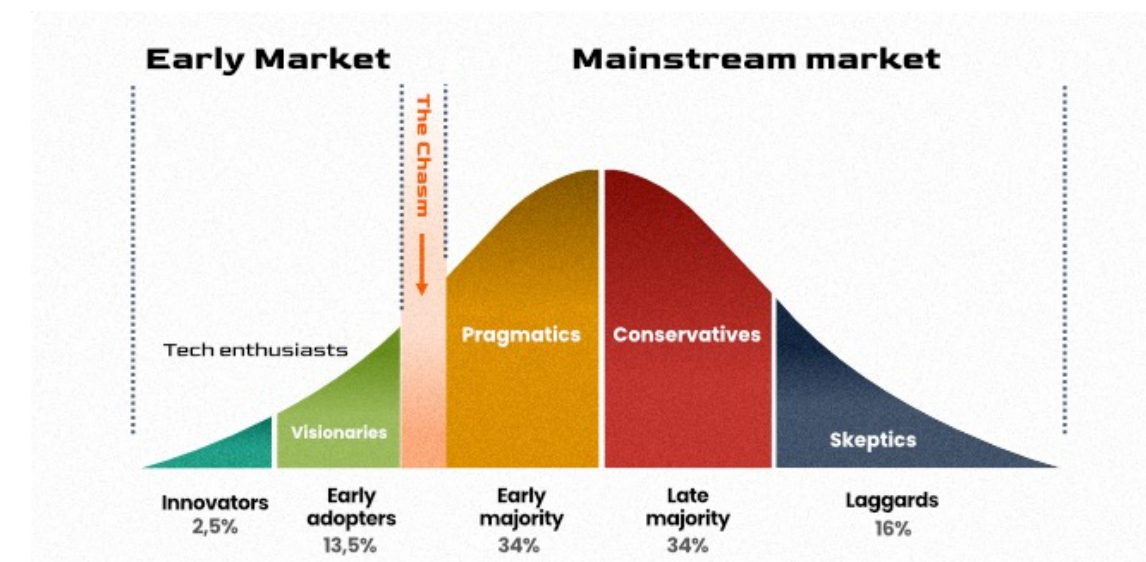 Early Market
Mainstream market
The Chasm
Tech enthusiasts
Visionaries
Pragmatics
Conservatives
Skeptics
Innovators
2,5%
Early
adopters
13,5%
Early
majority
34%
Late
majority
34%
Laggards
16%